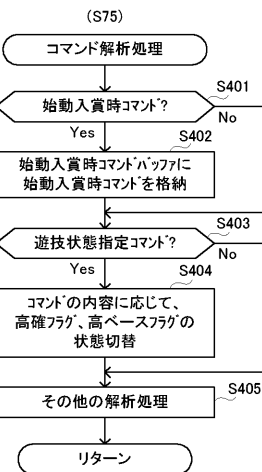 (S75)
コマンド解析処理
S401
始動入賞時コマンド?
No
Yes
S402
始動入賞時コマンドバッファに
始動入賞時コマンドを格納
S403
遊技状態指定コマンド?
No
Yes
S404
コマンドの内容に応じて、
高確フラグ、高ベースフラグの
状態切替
S405
その他の解析処理
リターン